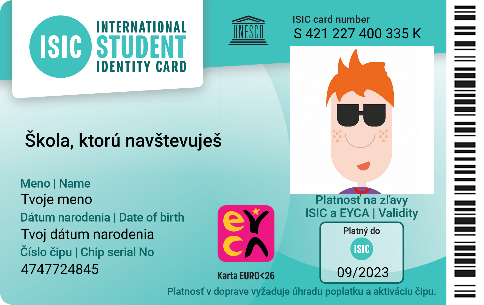 ISIC
INTERNATIONAL
STUDENT
IDENTITY CARD
UNESCO
ISIC card number
S 421 227 400 335 K
Škola, ktorú navštevuješ
Meno | Name
Tvoje meno
Dátum narodenia | Date of birth
Tvoj dátum narodenia
Číslo čipu | Chip serial No
4747724845
EYCA
Karta EURO<26
Platnosť na zľavy
ISIC a EYCA | Validity
Platný do
ISIC
09/2023
Platnosť v doprave vyžaduje úhradu poplatku a aktiváciu čipu.